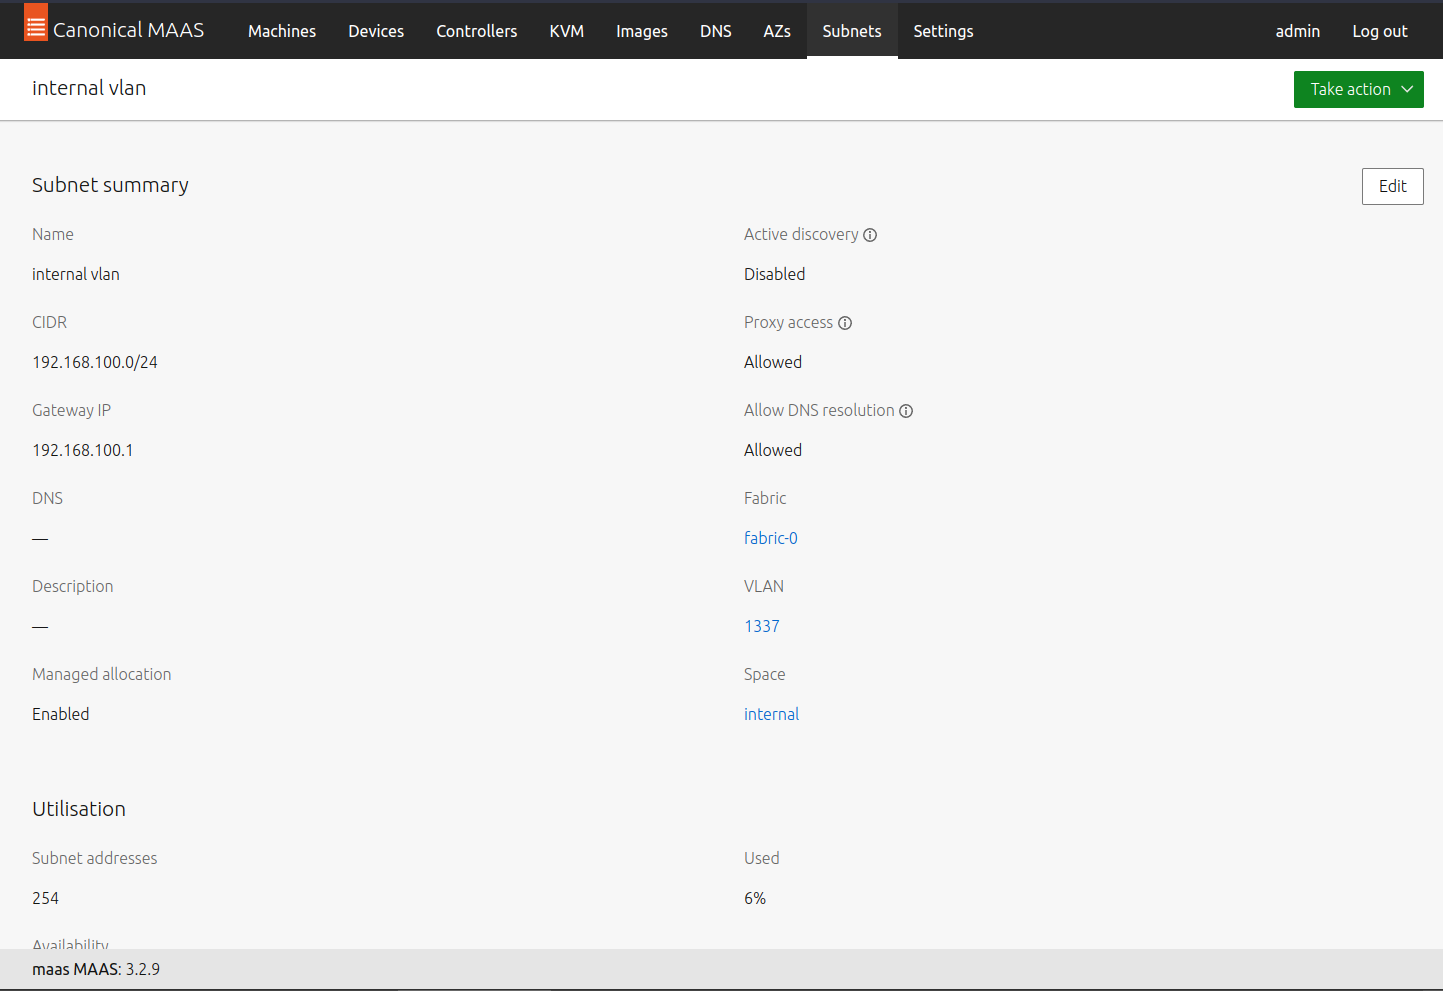 Canonical MAAS Machines Devices Controllers KVM Images DNS AZs Subnets Settings admin Log out
internal vlan Take action
Subnet summary Edit
Name
internal vlan
CIDR
192.168.100.0/24
Gateway IP
192.168.100.1
DNS
—
Description
—
Managed allocation
Enabled
Active discovery
Disabled
Proxy access
Allowed
Allow DNS resolution
Allowed
Fabric
fabric-0
VLAN
1337
Space
internal
Utilisation
Subnet addresses
254
Used
6%
Availability
maas MAAS: 3.2.9